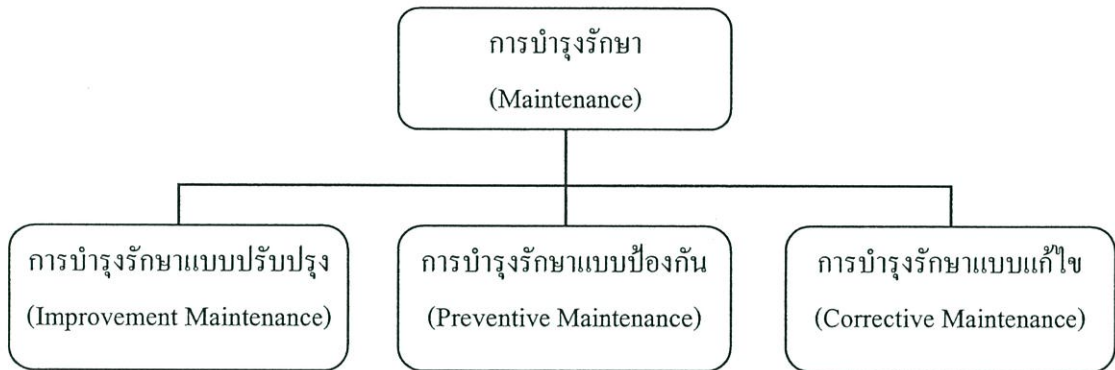 การบำรุงรักษา
(Maintenance)
การบำรุงรักษาแบบปรับปรุง
(Improvement Maintenance)
การบำรุงรักษาแบบป้องกัน
(Preventive Maintenance)
การบำรุงรักษาแบบแก้ไข
(Corrective Maintenance)